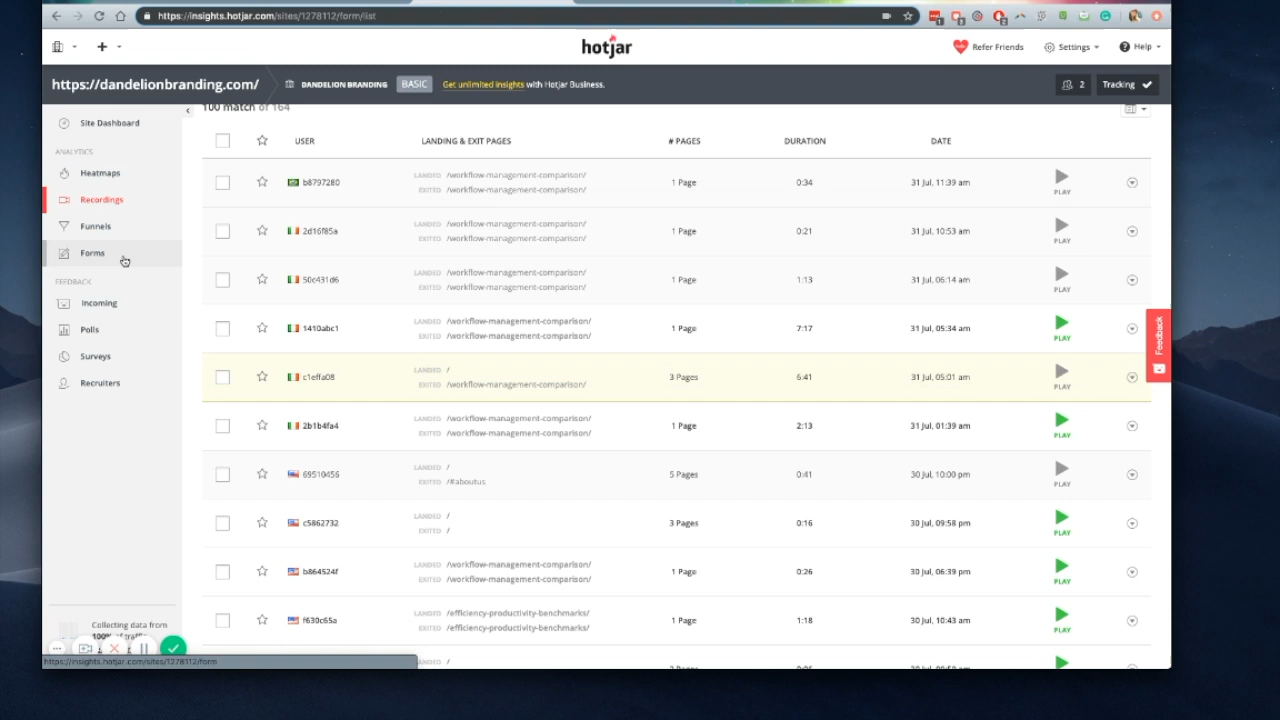 https://insights.hotjar.com/sites/1278112/form/list
hotjar
Refer Friends
Settings
Help
https://dandelionbranding.com/
DANDELION BRANDING
BASIC
Get unlimited insights with Hotjar Business.
2
Tracking
Site Dashboard
ANALYTICS
Heatmaps
Recordings
Funnels
Forms
FEEDBACK
Incoming
Polls
Surveys
Recruiters
Collecting data from
100% of traffic
https://insights.hotjar.com/sites/1278112/form
100 match of 164
USER LANDING & EXIT PAGES # PAGES DURATION DATE
b8797280 LANDED /workflow-management-comparison/ 1 Page 0:34 31 Jul, 11:39 am PLAY
EXITED /workflow-management-comparison/
2d16f85a LANDED /workflow-management-comparison/ 1 Page 0:21 31 Jul, 10:53 am PLAY
EXITED /workflow-management-comparison/
50c431d6 LANDED /workflow-management-comparison/ 1 Page 1:13 31 Jul, 06:14 am PLAY
EXITED /workflow-management-comparison/
1410abc1 LANDED /workflow-management-comparison/ 1 Page 7:17 31 Jul, 05:34 am PLAY
EXITED /workflow-management-comparison/
c1effa08 LANDED / 3 Pages 6:41 31 Jul, 05:01 am PLAY
EXITED /workflow-management-comparison/
2b1b4fa4 LANDED /workflow-management-comparison/ 1 Page 2:13 31 Jul, 01:39 am PLAY
EXITED /workflow-management-comparison/
69510456 LANDED / 5 Pages 0:41 30 Jul, 10:00 pm PLAY
EXITED /#aboutus
c5862732 LANDED / 3 Pages 0:16 30 Jul, 09:58 pm PLAY
EXITED /
b864524f LANDED /workflow-management-comparison/ 1 Page 0:26 30 Jul, 06:39 pm PLAY
EXITED /workflow-management-comparison/
f630c65a LANDED /efficiency-productivity-benchmarks/ 1 Page 1:18 30 Jul, 10:43 am PLAY
EXITED /efficiency-productivity-benchmarks/
LANDED /
Feedback